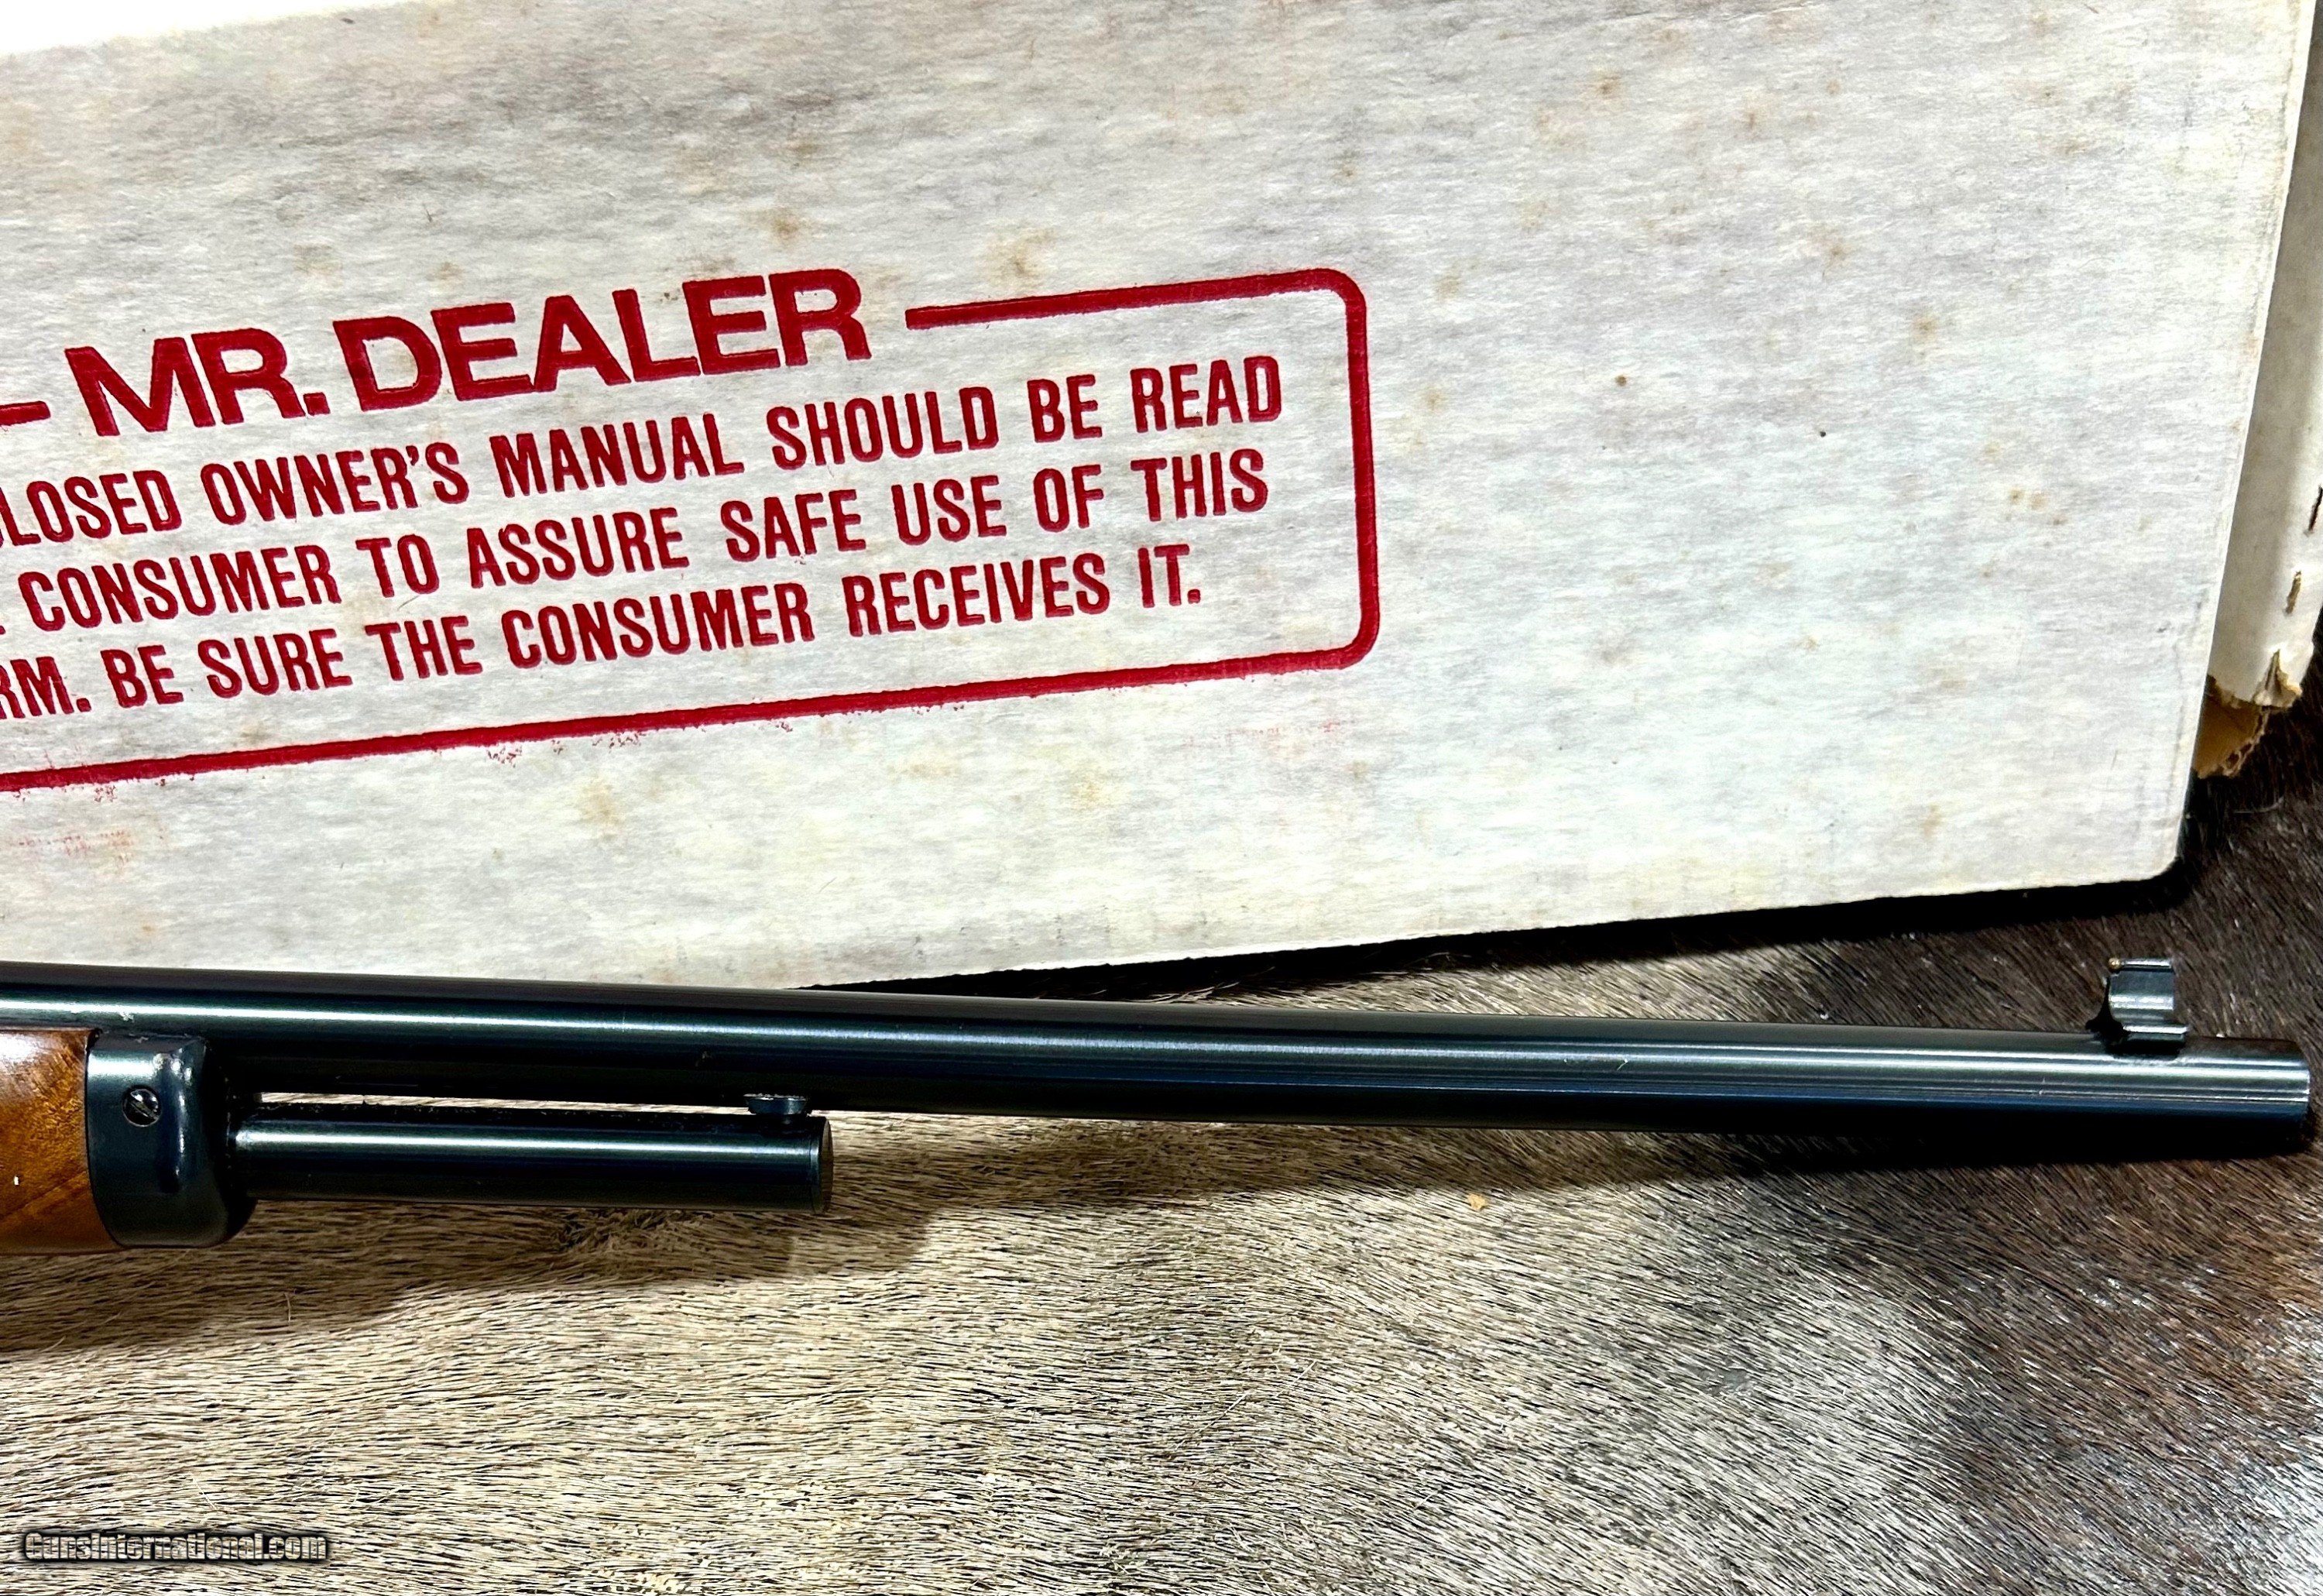 MR. DEALER
CLOSED OWNER'S MANUAL SHOULD BE READ
CONSUMER TO ASSURE SAFE USE OF THIS
RM. BE SURE THE CONSUMER RECEIVES IT.
GunsInternational.com